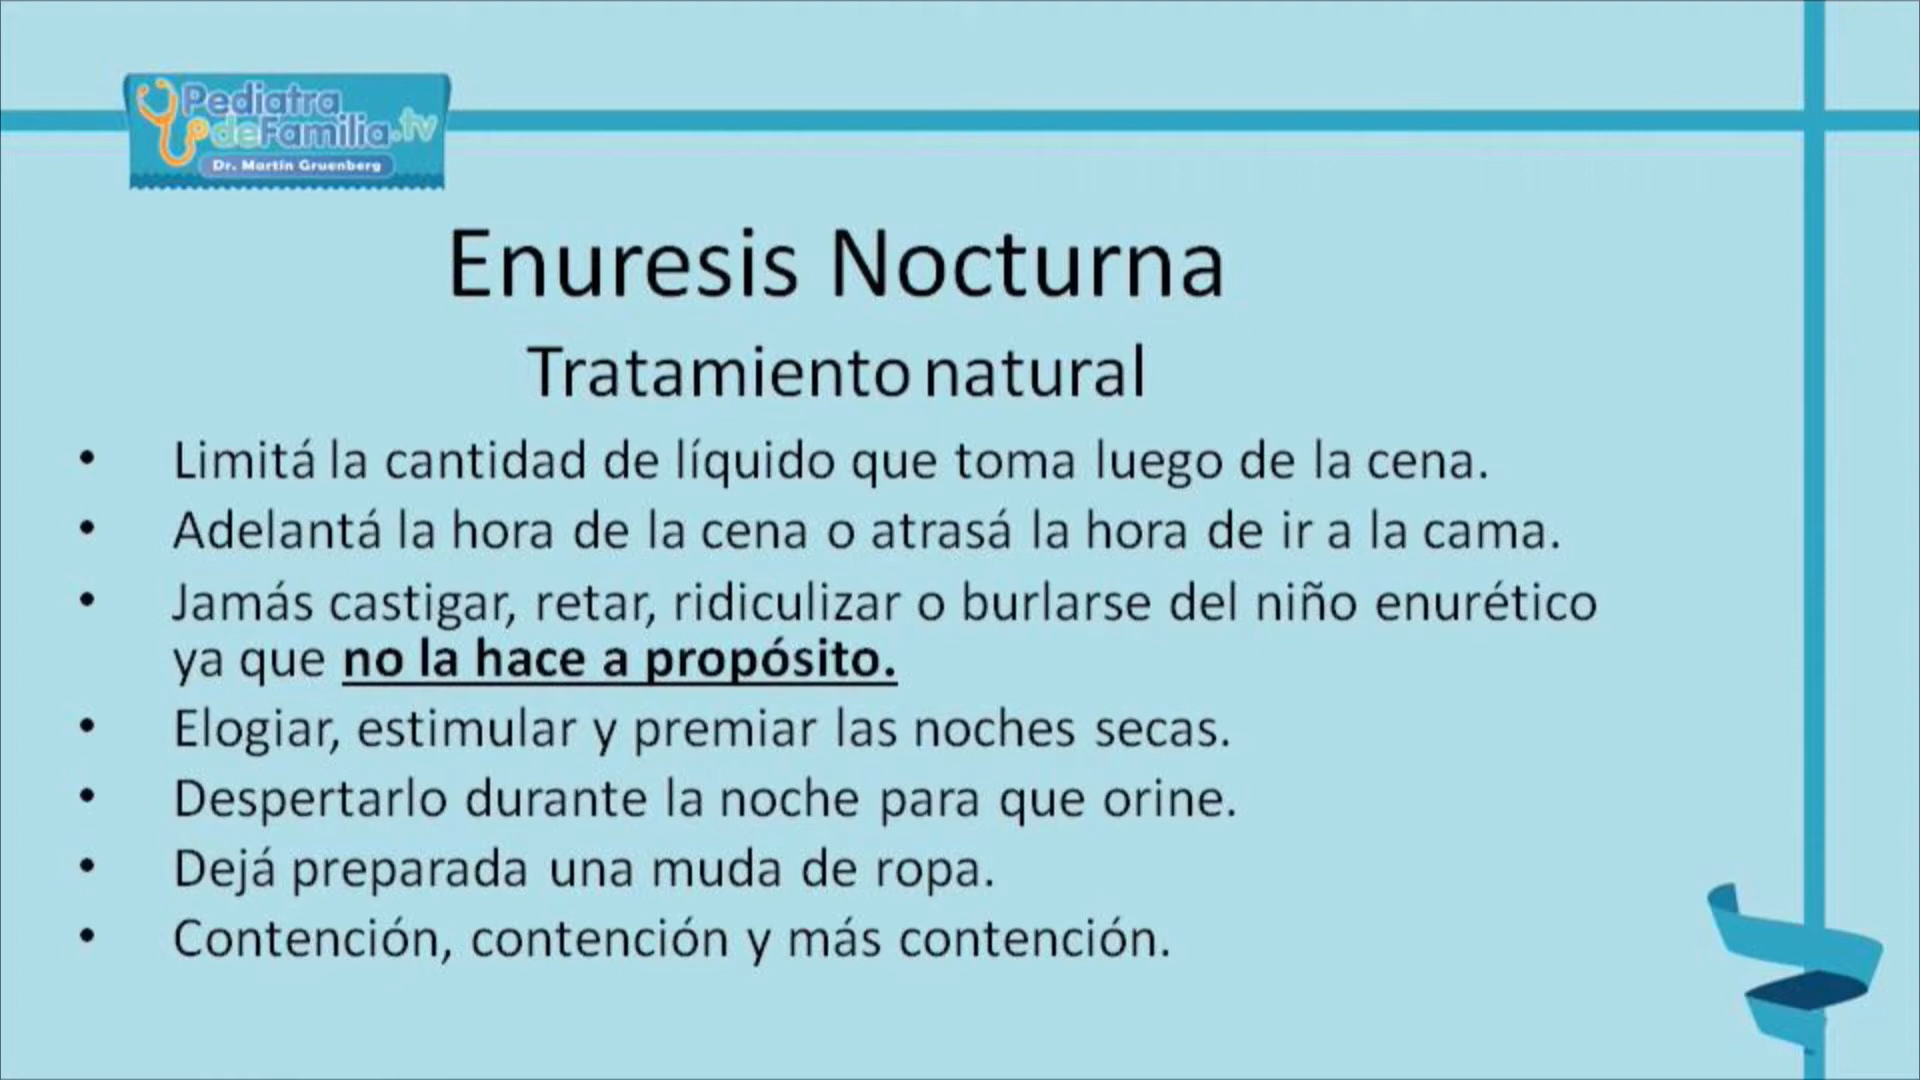 Pediatra
deFamilia.tv
Dr. Martín Gruenberg
Enuresis Nocturna
Tratamiento natural
• Limitá la cantidad de líquido que toma luego de la cena.
• Adelantá la hora de la cena o atrasá la hora de ir a la cama.
• Jamás castigar, retar, ridiculizar o burlarse del niño enurético
ya que no la hace a propósito.
• Elogiar, estimular y premiar las noches secas.
• Despertarlo durante la noche para que orine.
• Dejá preparada una muda de ropa.
• Contención, contención y más contención.